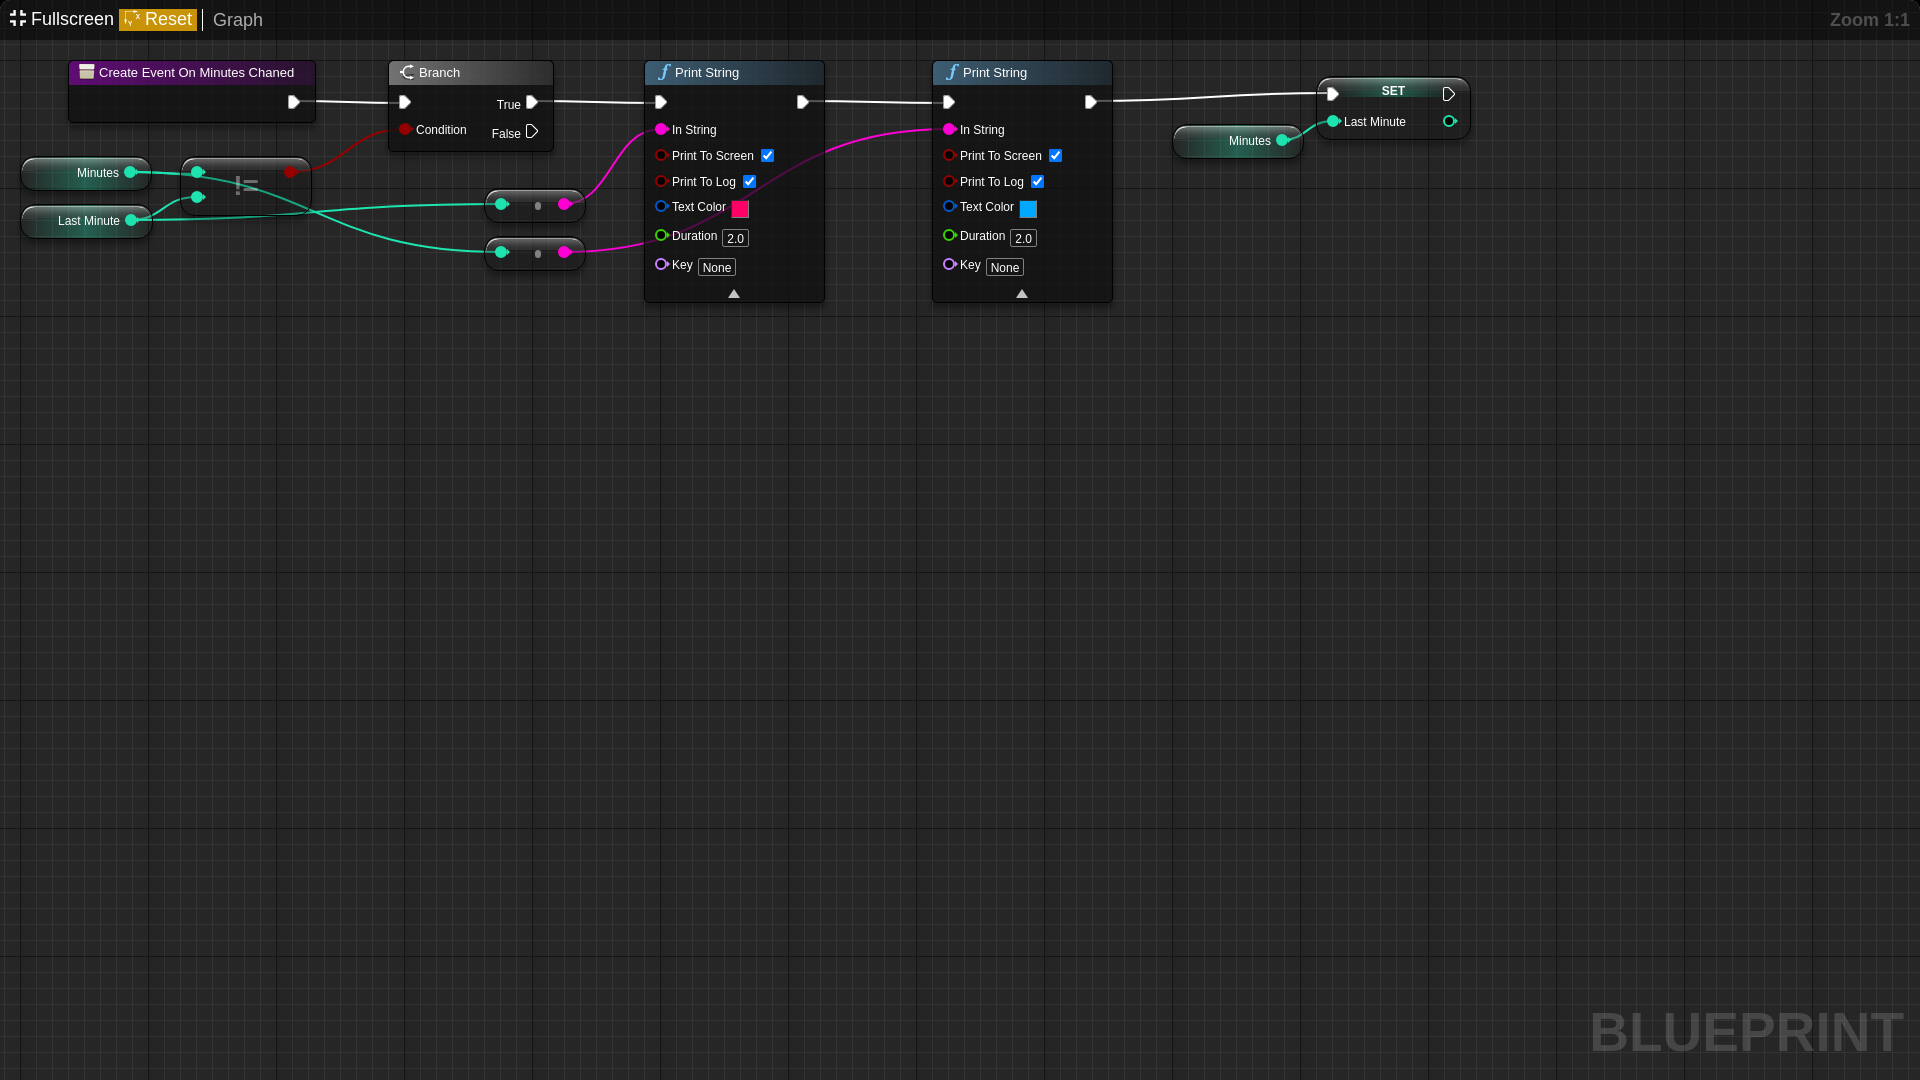 Fullscreen Reset Graph Zoom 1:1
Create Event On Minutes Chaned
Branch
True
Condition
False
Minutes
Last Minute
!=
Print String
In String
Print To Screen
Print To Log
Text Color
Duration 2.0
Key None
Print String
In String
Print To Screen
Print To Log
Text Color
Duration 2.0
Key None
Minutes
SET
Last Minute
BLUEPRINT